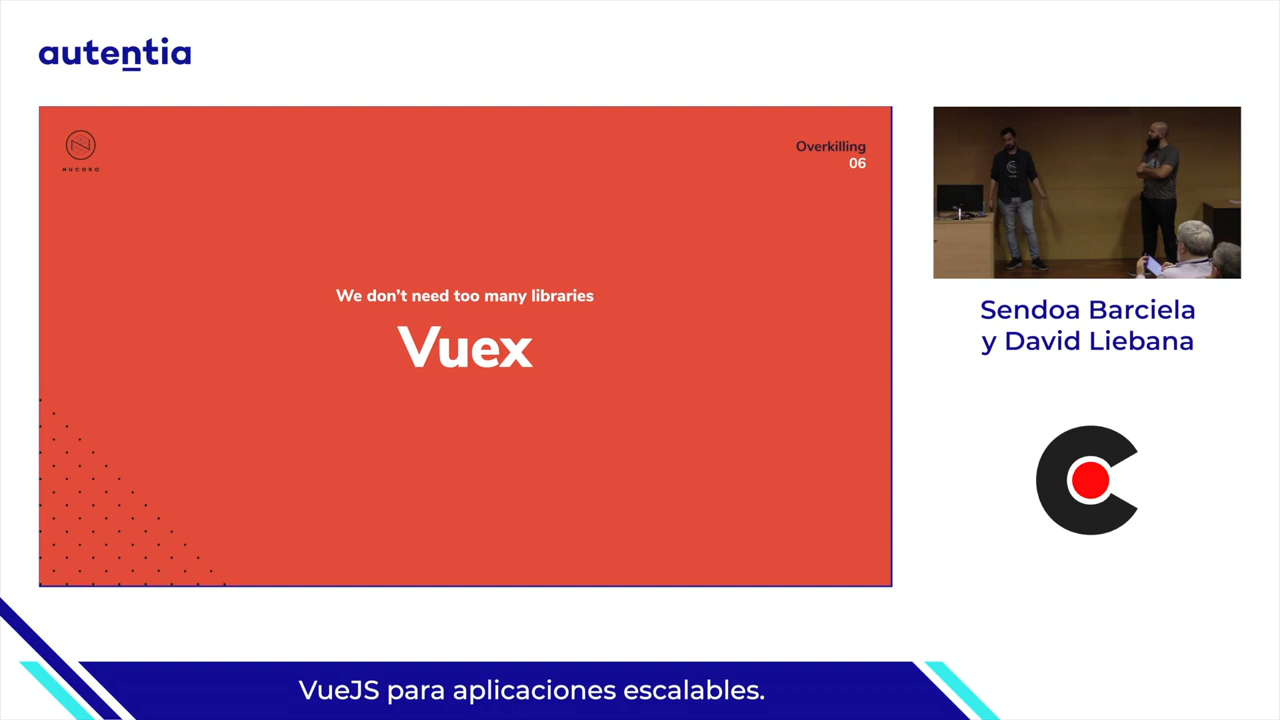 autentia
NUCORO
Overkilling
06
We don't need too many libraries
Vuex
Sendoa Barciela
y David Liebana
VueJS para aplicaciones escalables.